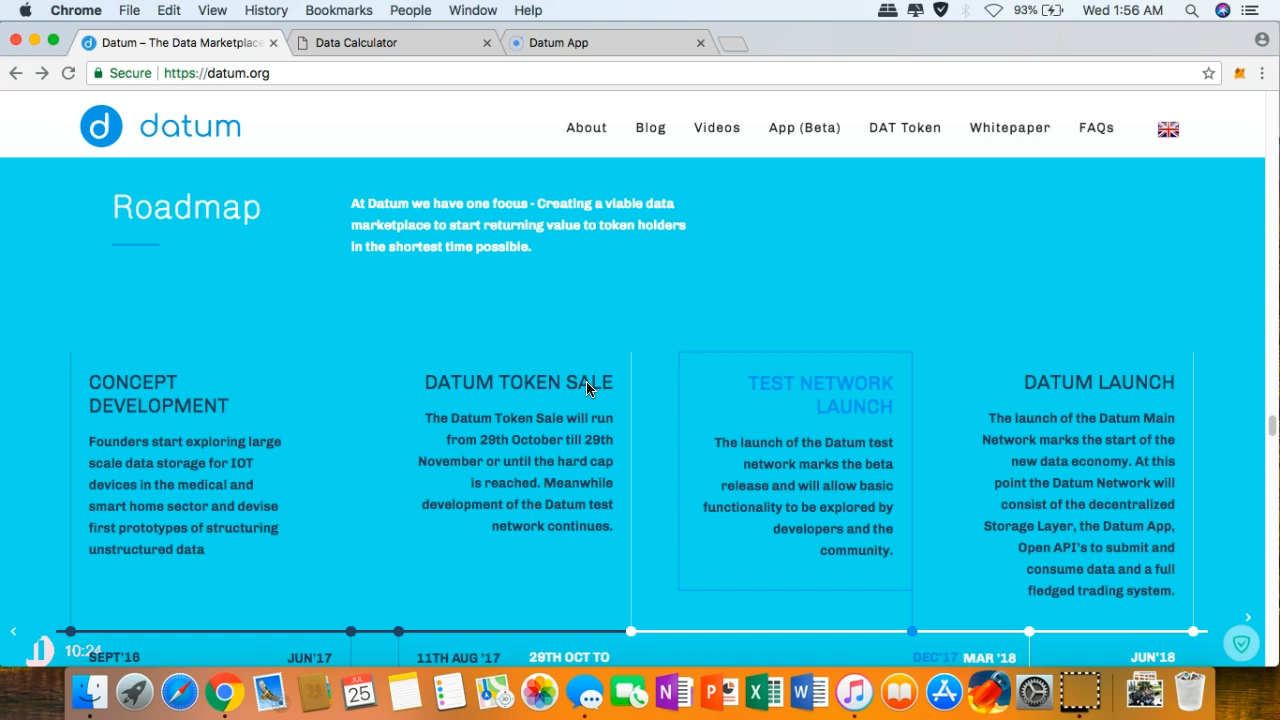 Chrome File Edit View History Bookmarks People Window Help 93% Wed 1:56 AM
Datum – The Data Marketplace Data Calculator Datum App
Secure https://datum.org
d datum About Blog Videos App (Beta) DAT Token Whitepaper FAQs
Roadmap
At Datum we have one focus - Creating a viable data
marketplace to start returning value to token holders
in the shortest time possible.
CONCEPT
DEVELOPMENT
Founders start exploring large
scale data storage for IOT
devices in the medical and
smart home sector and devise
first prototypes of structuring
unstructured data
DATUM TOKEN SALE
The Datum Token Sale will run
from 29th October till 29th
November or until the hard cap
is reached. Meanwhile
development of the Datum test
network continues.
TEST NETWORK
LAUNCH
The launch of the Datum test
network marks the beta
release and will allow basic
functionality to be explored by
developers and the
community.
DATUM LAUNCH
The launch of the Datum Main
Network marks the start of the
new data economy. At this
point the Datum Network will
consist of the decentralized
Storage Layer, the Datum App,
Open API's to submit and
consume data and a full
fledged trading system.
10:24
SEPT'16 JUN'17 11TH AUG '17 29TH OCT TO DEC'17 MAR '18 JUN'18
JUL
25
N P X W